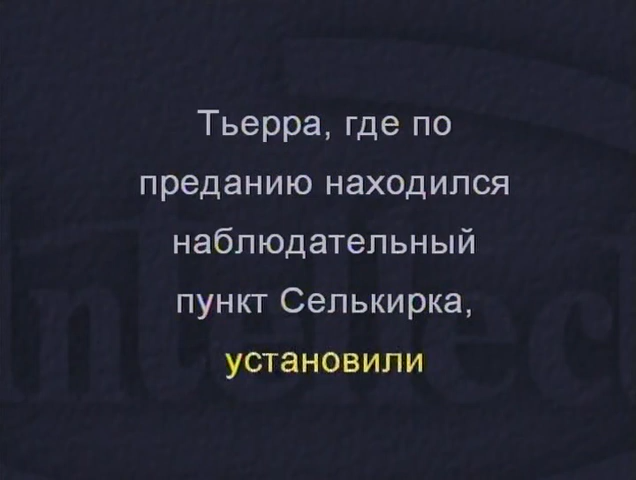 Тьерра, где по
преданию находился
наблюдательный
пункт Селькирка,
установили